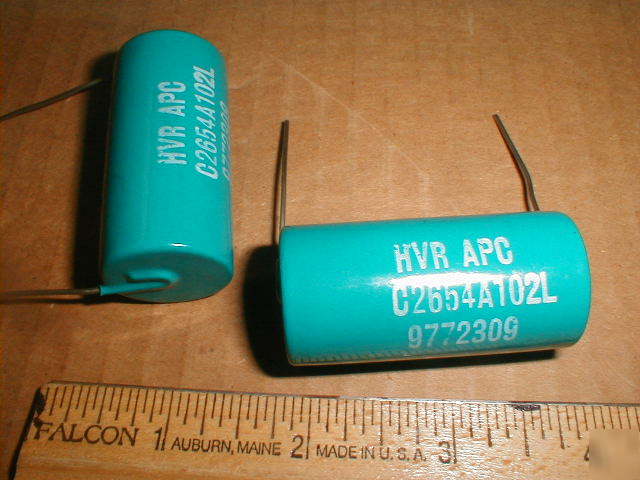 HVR APC
C2654A102L
HVR APC
C2654A102L
9772309
FALCON 1 AUBURN, MAINE 2 MADE IN U.S.A. 3